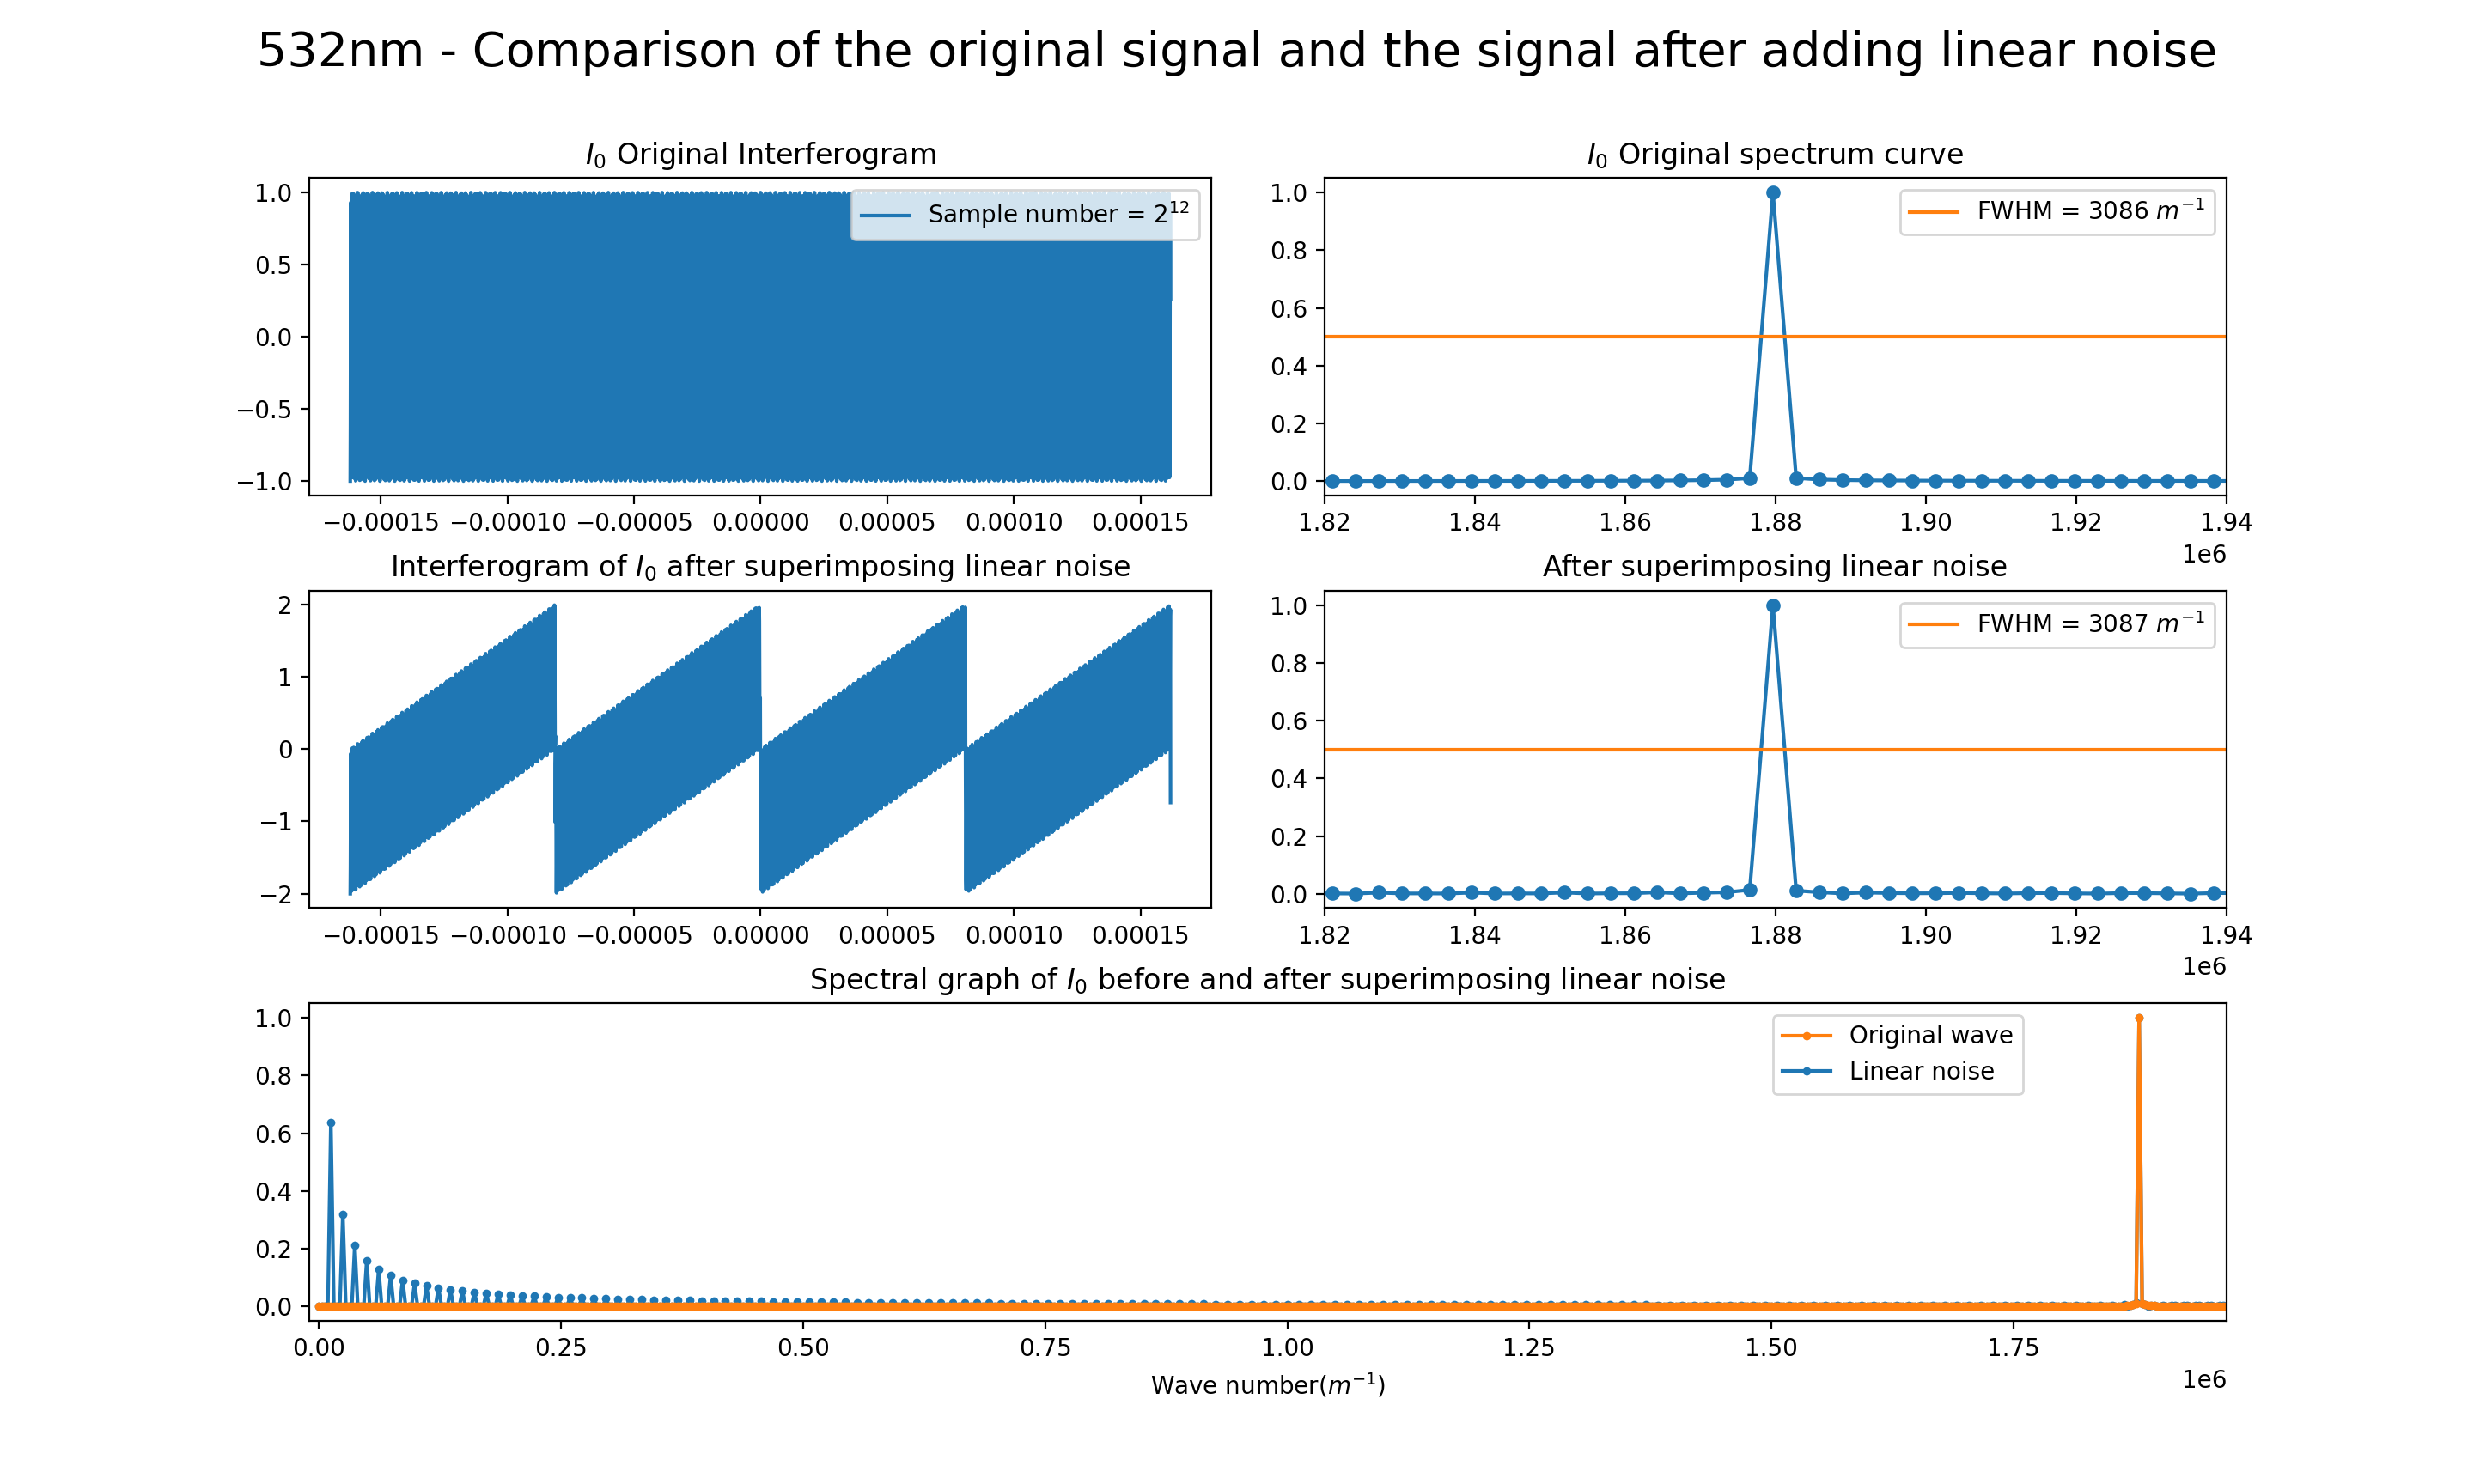 532nm - Comparison of the original signal and the signal after adding linear noise
I₀ Original Interferogram
1.0
0.5
0.0
−0.5
−1.0
Sample number = 2¹²
−0.00015 −0.00010 −0.00005 0.00000 0.00005 0.00010 0.00015
I₀ Original spectrum curve
1.0
0.8
0.6
0.4
0.2
0.0
FWHM = 3086 m⁻¹
1.82 1.84 1.86 1.88 1.90 1.92 1.94
1e6
Interferogram of I₀ after superimposing linear noise
2
1
0
−1
−2
−0.00015 −0.00010 −0.00005 0.00000 0.00005 0.00010 0.00015
After superimposing linear noise
1.0
0.8
0.6
0.4
0.2
0.0
FWHM = 3087 m⁻¹
1.82 1.84 1.86 1.88 1.90 1.92 1.94
1e6
Spectral graph of I₀ before and after superimposing linear noise
1.0
0.8
0.6
0.4
0.2
0.0
Original wave
Linear noise
0.00 0.25 0.50 0.75 1.00 1.25 1.50 1.75
1e6
Wave number(m⁻¹)